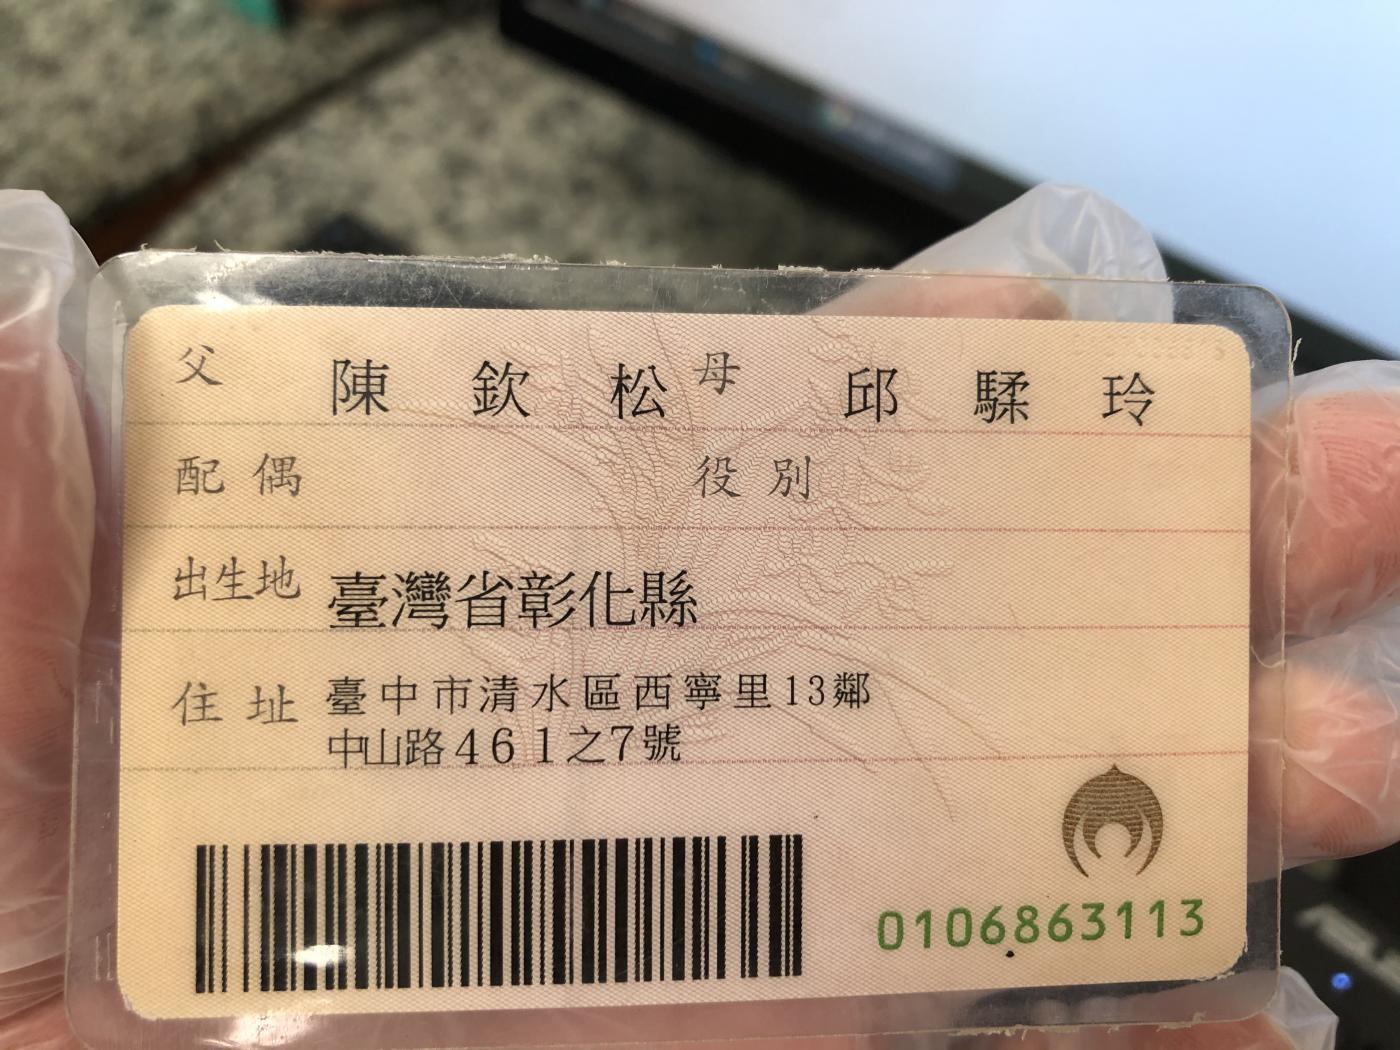 父 陳欽松 母 邱騥玲
配偶 役別
出生地 臺灣省彰化縣
住址 臺中市清水區西寧里13鄰
中山路461之7號
0106863113